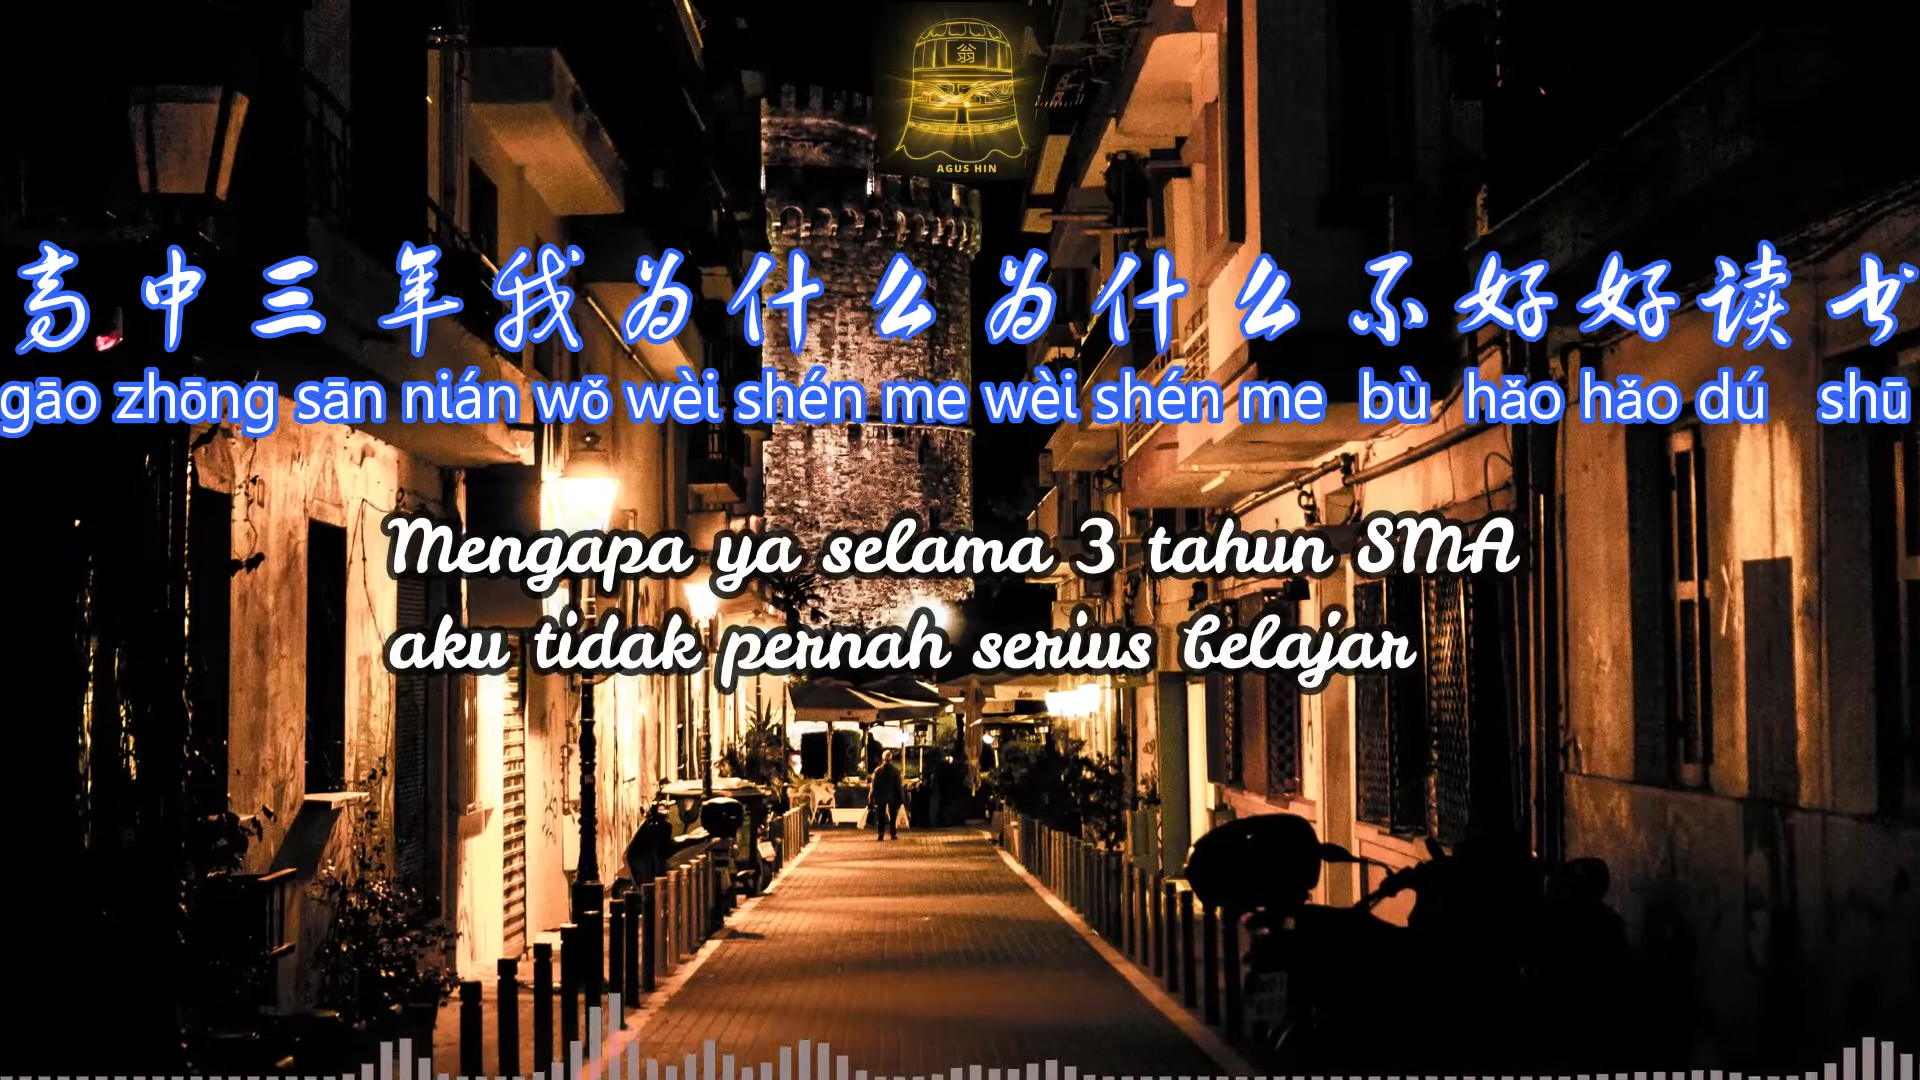 翁
AGUS HIN
高中三年我为什么为什么不好好读书
gāo zhōng sān nián wǒ wèi shén me wèi shén me bù hǎo hǎo dú shū
Mengapa ya selama 3 tahun SMA
aku tidak pernah serius belajar